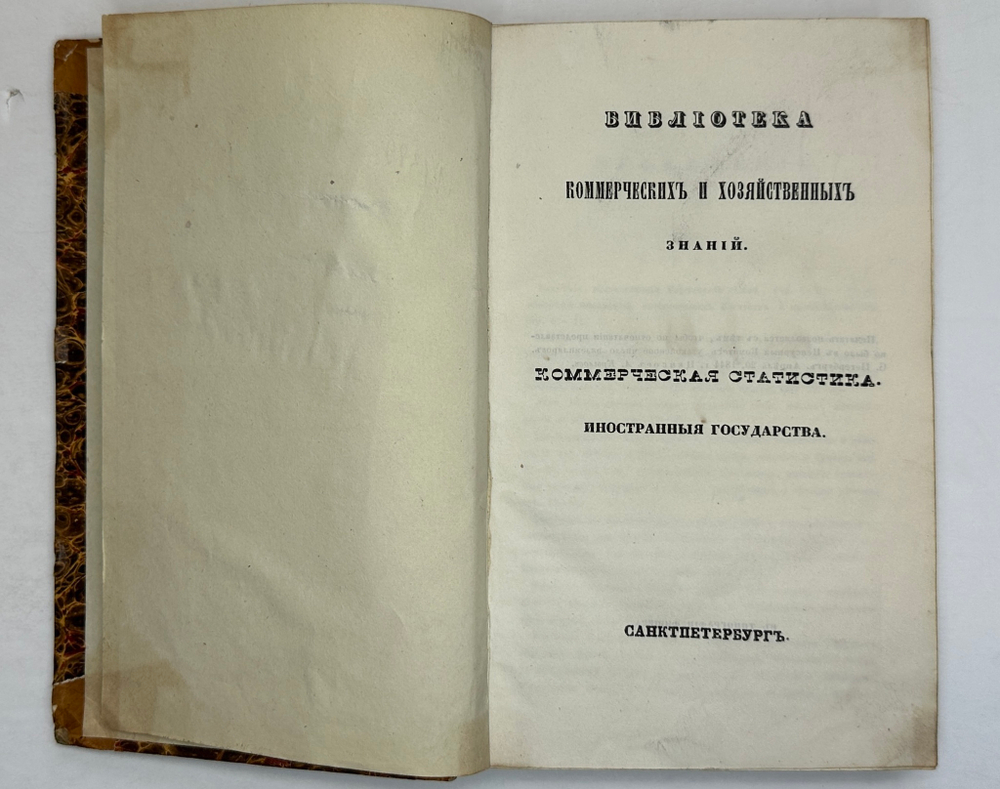 БИБЛІОТЕКА
КОММЕРЧЕСКИХЪ И ХОЗЯЙСТВЕННЫХЪ
ЗНАНІЙ.
КОММЕРЧЕСКАЯ СТАТИСТИКА.
ИНОСТРАННЫЯ ГОСУДАРСТВА.
САНКТПЕТЕРБУРГЪ.